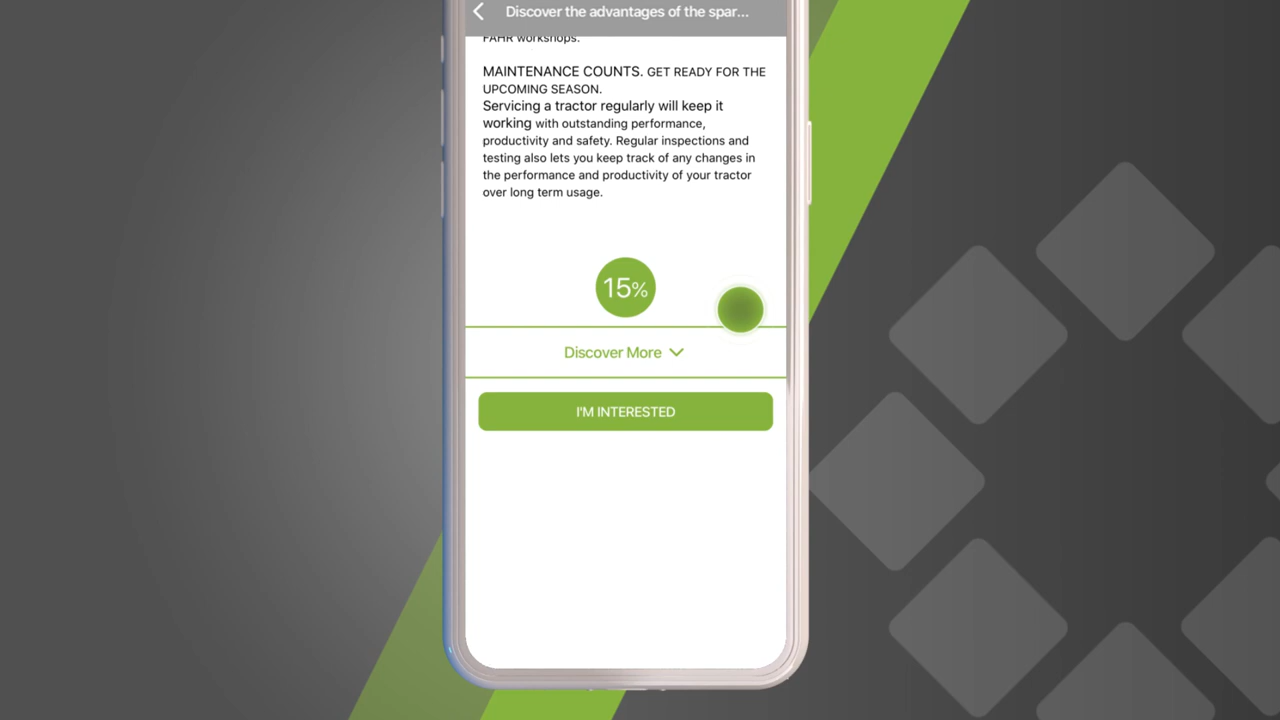 Discover the advantages of the spar...
FAHR workshops.
MAINTENANCE COUNTS. GET READY FOR THE
UPCOMING SEASON.
Servicing a tractor regularly will keep it
working with outstanding performance,
productivity and safety. Regular inspections and
testing also lets you keep track of any changes in
the performance and productivity of your tractor
over long term usage.
15%
Discover More
I'M INTERESTED